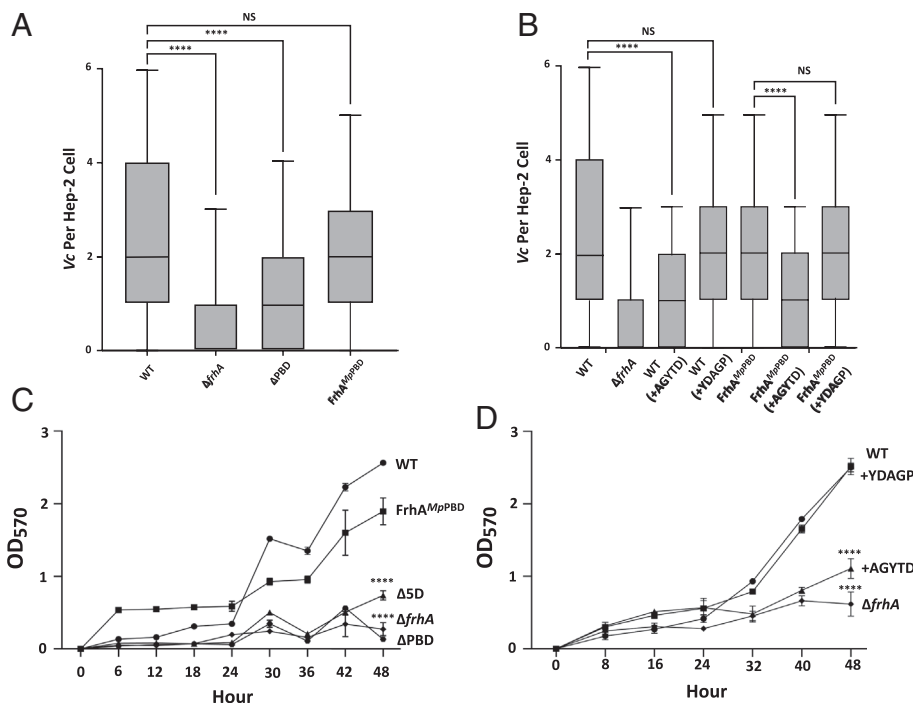 A
NS
****
****
Vc Per Hep-2 Cell
6
4
2
0
WT
ΔfrhA
ΔPBD
FrhAMpPBD
B
NS
****
NS
****
Vc Per Hep-2 Cell
6
4
2
0
WT
ΔfrhA
WT
(+AGYTD)
WT
(+YDAGP)
FrhAMpPBD
FrhAMpPBD
(+AGYTD)
FrhAMpPBD
(+YDAGP)
C
OD570
3
2
1
0
WT
FrhAMpPBD
****
Δ5D
****
ΔfrhA
ΔPBD
0 6 12 18 24 30 36 42 48
Hour
D
OD570
3
2
1
0
WT
+YDAGP
****
+AGYTD
****
ΔfrhA
0 8 16 24 32 40 48
Hour